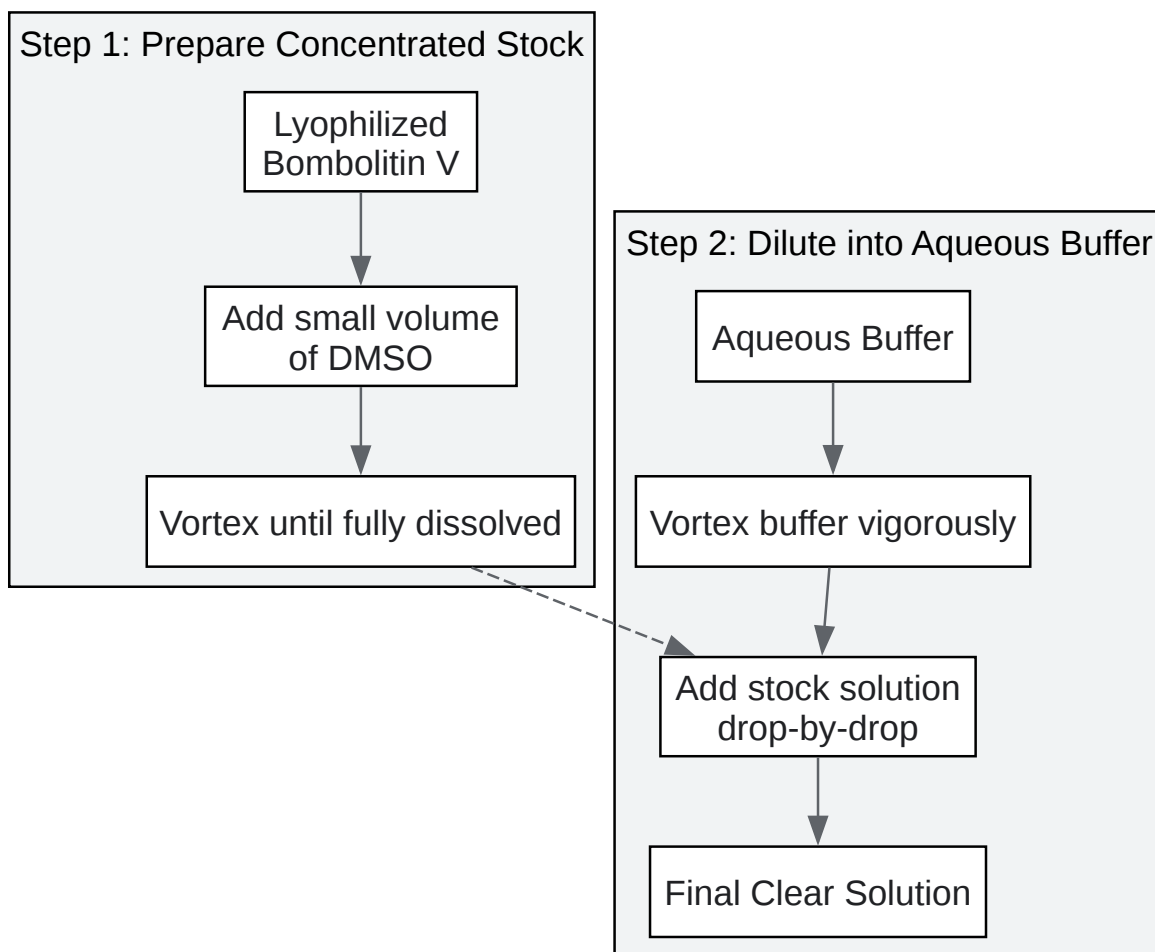 Step 1: Prepare Concentrated Stock
Lyophilized
Bombolitin V
Add small volume
of DMSO
Vortex until fully dissolved
Step 2: Dilute into Aqueous Buffer
Aqueous Buffer
Vortex buffer vigorously
Add stock solution
drop-by-drop
Final Clear Solution